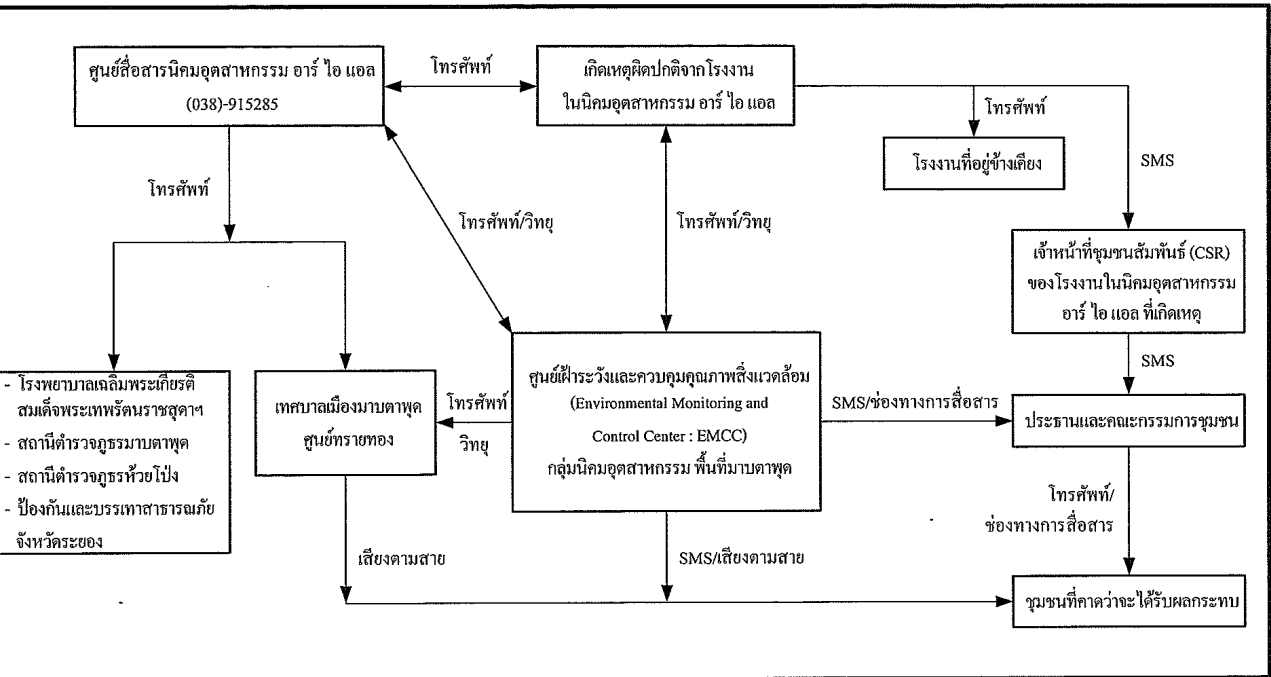 ศูนย์สื่อสารนิคมอุตสาหกรรม อาร์ ไอ แอล
(038)-915285
โทรศัพท์
เกิดเหตุผิดปกติจากโรงงาน
ในนิคมอุตสาหกรรม อาร์ ไอ แอล
โทรศัพท์
โรงงานที่อยู่ข้างเคียง
SMS
โทรศัพท์
โทรศัพท์/วิทยุ
โทรศัพท์/วิทยุ
เจ้าหน้าที่ชุมชนสัมพันธ์ (CSR)
ของโรงงานในนิคมอุตสาหกรรม
อาร์ ไอ แอล ที่เกิดเหตุ
SMS
- โรงพยาบาลเฉลิมพระเกียรติ
สมเด็จพระเทพรัตนราชสุดาฯ
- สถานีตำรวจภูธรมาบตาพุด
- สถานีตำรวจภูธรห้วยโป่ง
- ป้องกันและบรรเทาสาธารณภัย
จังหวัดระยอง
เทศบาลเมืองมาบตาพุด
ศูนย์ทรายทอง
โทรศัพท์
วิทยุ
ศูนย์เฝ้าระวังและควบคุมคุณภาพสิ่งแวดล้อม
(Environmental Monitoring and
Control Center : EMCC)
กลุ่มนิคมอุตสาหกรรม พื้นที่มาบตาพุด
SMS/ช่องทางการสื่อสาร
ประธานและคณะกรรมการชุมชน
โทรศัพท์/
ช่องทางการสื่อสาร
เสียงตามสาย
SMS/เสียงตามสาย
ชุมชนที่คาดว่าจะได้รับผลกระทบ